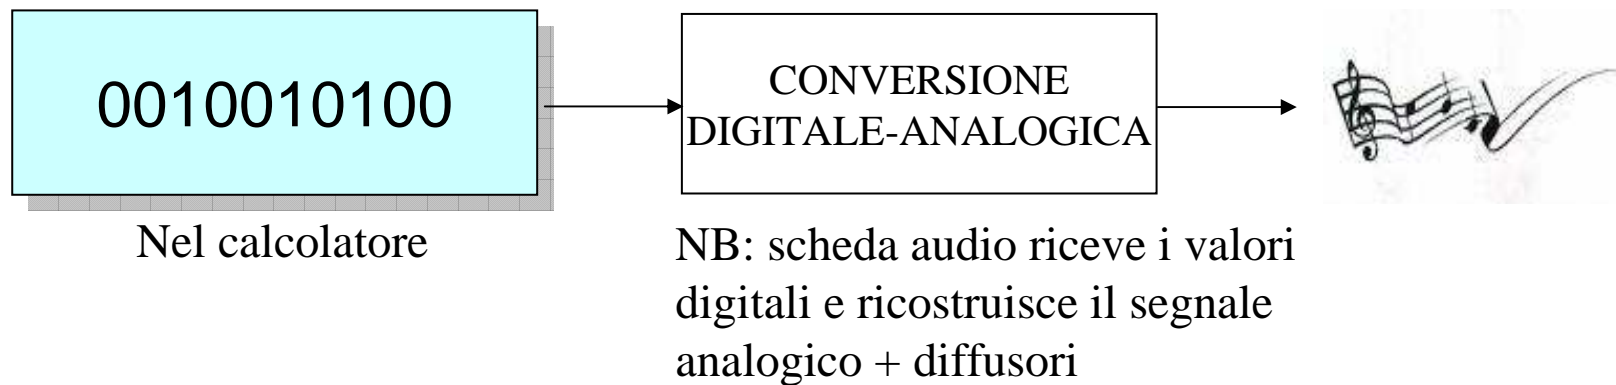 0010010100
Nel calcolatore
CONVERSIONE
DIGITALE-ANALOGICA
NB: scheda audio riceve i valori
digitali e ricostruisce il segnale
analogico + diffusori